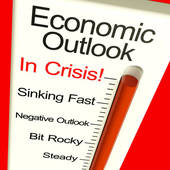 Economic
Outlook
In Crisis!
Sinking Fast
Negative Outlook
Bit Rocky
Steady